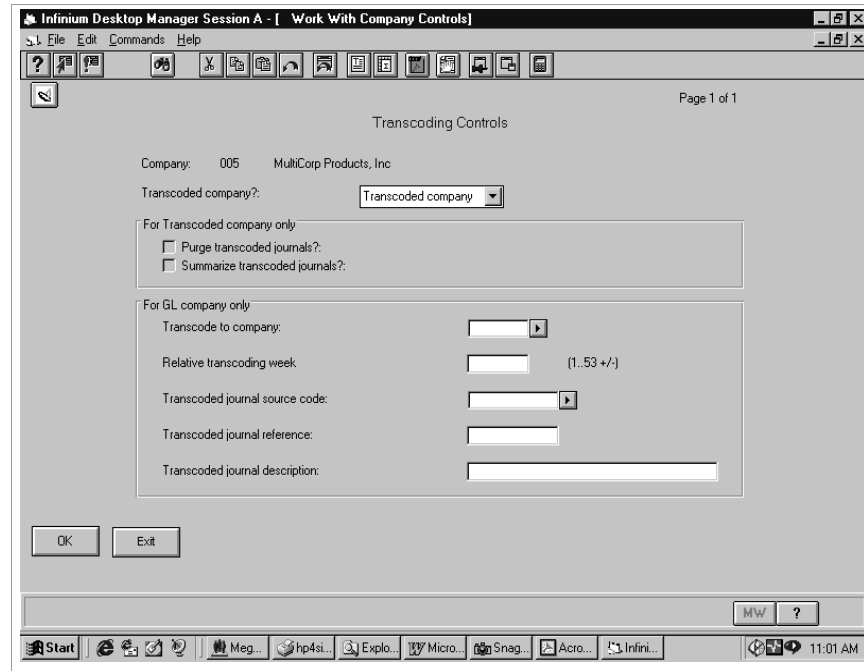 Infinium Desktop Manager Session A - [ Work With Company Controls]
File Edit Commands Help
Page 1 of 1
Transcoding Controls
Company: 005 MultiCorp Products, Inc
Transcoded company?: Transcoded company
For Transcoded company only
Purge transcoded journals?:
Summarize transcoded journals?:
For GL company only
Transcode to company:
Relative transcoding week (1..53 +/-)
Transcoded journal source code:
Transcoded journal reference:
Transcoded journal description:
OK Exit
MW ?
Start Meg... hp4si... Explo... Micro... Snag... Acro... Infini... 11:01 AM